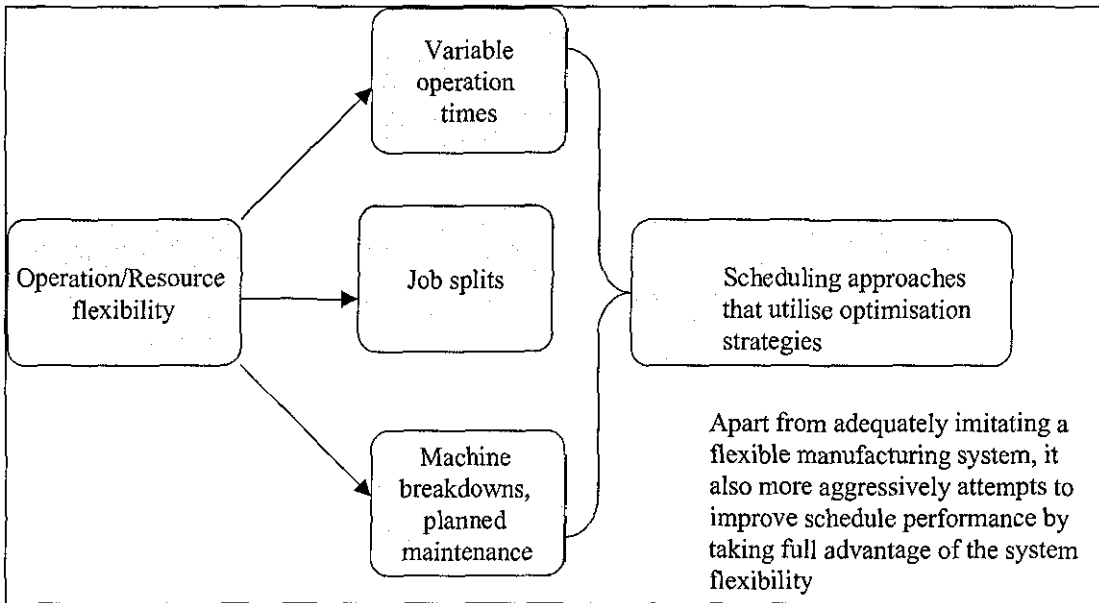 Variable
operation
times
Operation/Resource
flexibility
Job splits
Scheduling approaches
that utilise optimisation
strategies
Machine
breakdowns,
planned
maintenance
Apart from adequately imitating a
flexible manufacturing system, it
also more aggressively attempts to
improve schedule performance by
taking full advantage of the system
flexibility